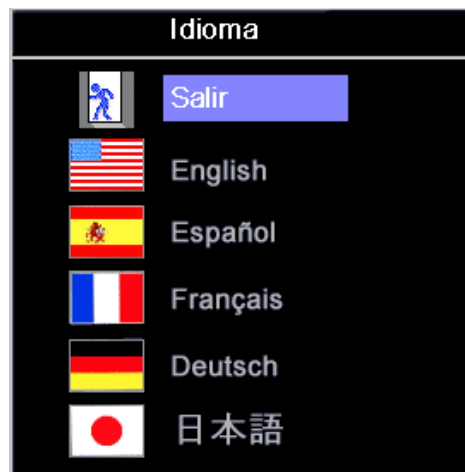 Idioma
Salir
English
Español
Français
Deutsch
日本語